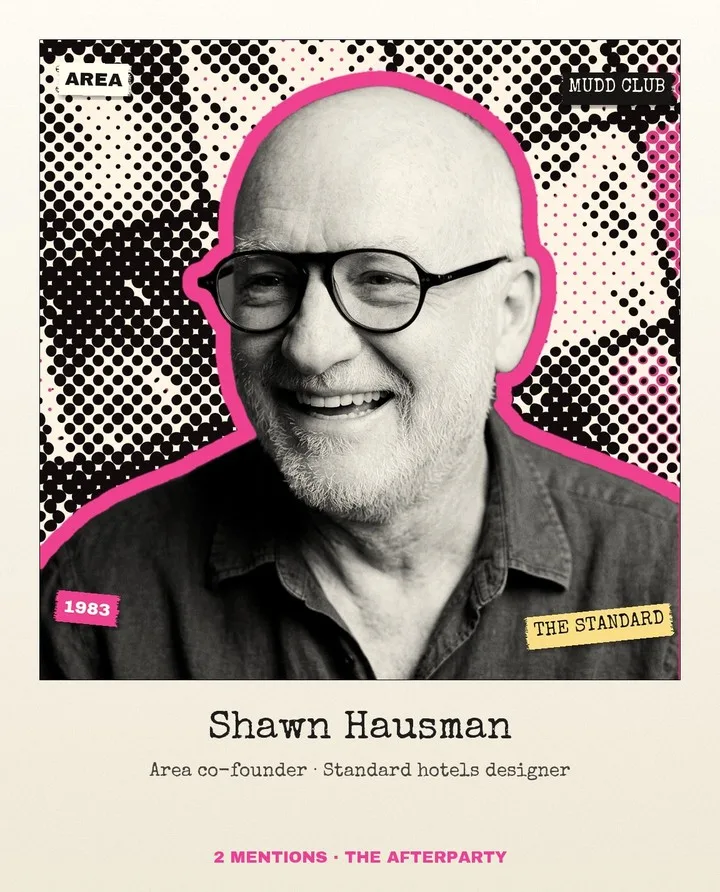 AREA
MUDD CLUB
1983
THE STANDARD
Shawn Hausman
Area co-founder · Standard hotels designer
2 MENTIONS · THE AFTERPARTY